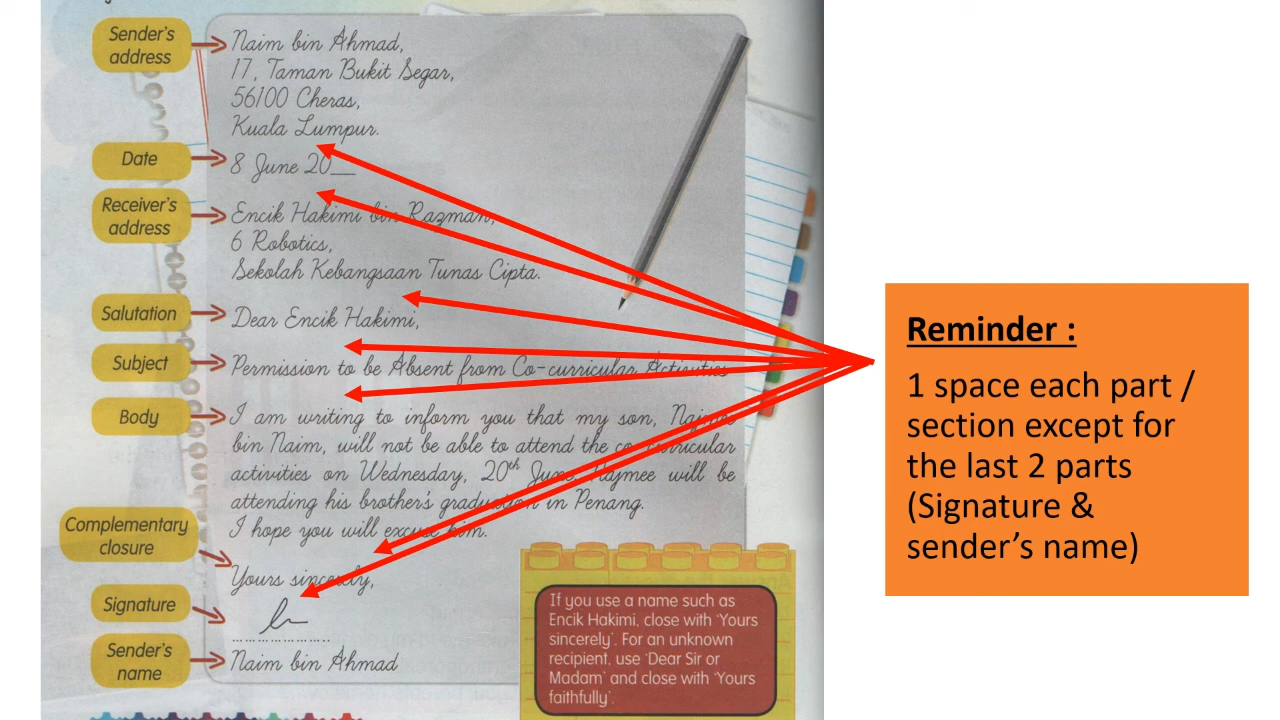 Sender's
address
Naim bin Ahmad,
17, Taman Bukit Segar,
56100 Cheras,
Kuala Lumpur.
Date
8 June 20__
Receiver's
address
Encik Hakimi bin Razman,
6 Robotics,
Sekolah Kebangsaan Tunas Cipta.
Salutation
Dear Encik Hakimi,
Subject
Permission to be Absent from Co-curricular Activities
Body
I am writing to inform you that my son, Najmee
bin Naim, will not be able to attend the co-curricular
activities on Wednesday, 20th June. Najmee will be
attending his brother's graduation in Penang.
I hope you will excuse him.
Complementary
closure
Yours sincerely,
Signature
Sender's
name
Naim bin Ahmad
If you use a name such as
Encik Hakimi, close with 'Yours
sincerely'. For an unknown
recipient, use 'Dear Sir or
Madam' and close with 'Yours
faithfully'.
Reminder :
1 space each part /
section except for
the last 2 parts
(Signature &
sender's name)